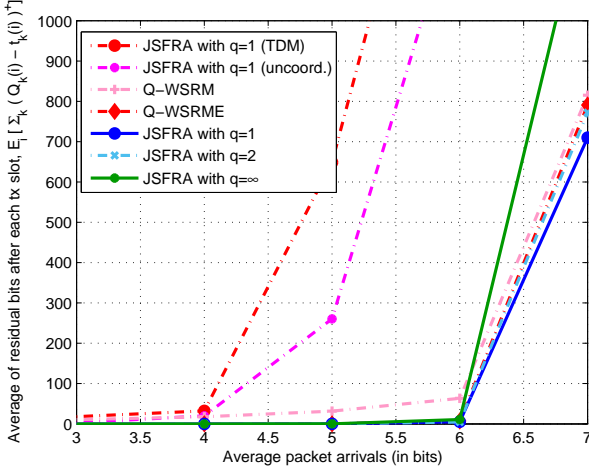 Average of residual bits after each tx slot, E_i [ Σ_k ( Q_k(i) − t_k(i) )^+]
1000
900
800
700
600
500
400
300
200
100
0
JSFRA with q=1 (TDM)
JSFRA with q=1 (uncoord.)
Q−WSRM
Q−WSRME
JSFRA with q=1
JSFRA with q=2
JSFRA with q=∞
3 3.5 4 4.5 5 5.5 6 6.5 7
Average packet arrivals (in bits)